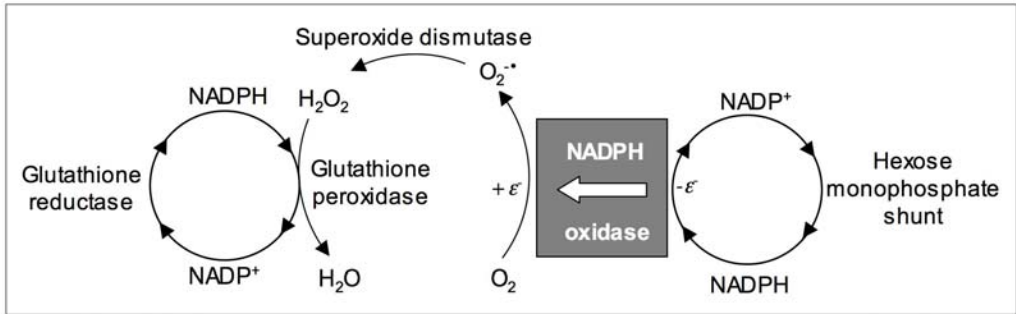 Superoxide dismutase
O₂⁻•
NADPH
H₂O₂
NADP⁺
Glutathione
reductase
Glutathione
peroxidase
+ε⁻
NADPH
oxidase
-ε⁻
Hexose
monophosphate
shunt
NADP⁺
H₂O
O₂
NADPH